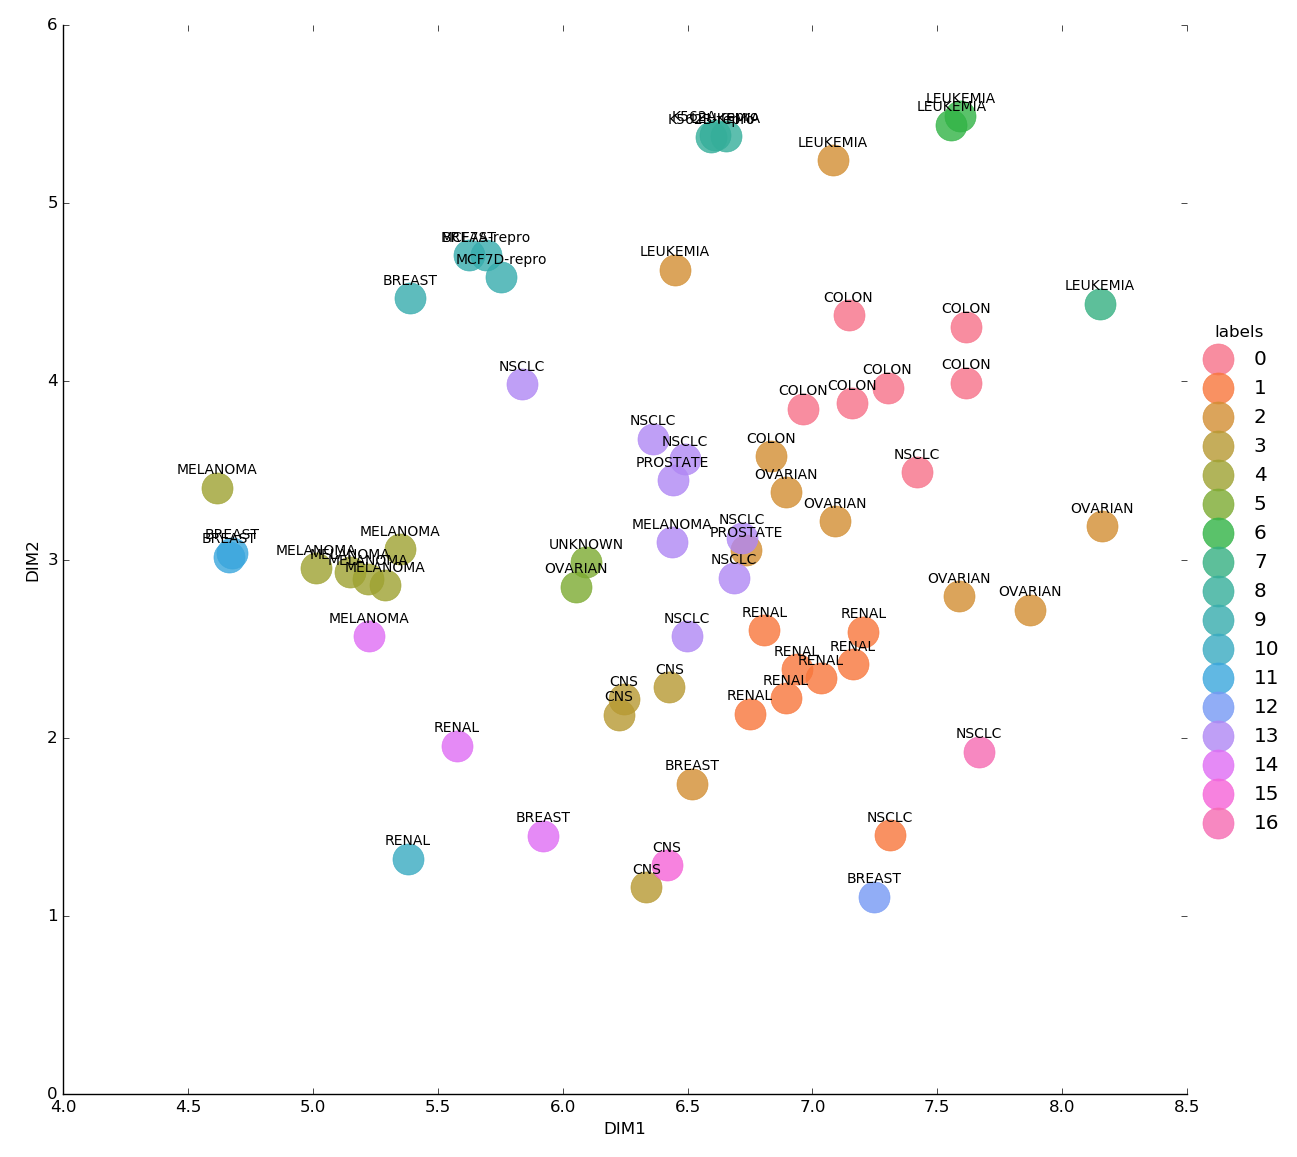 6
LEUKEMIA
LEUKEMIA
K562B-repro
LEUKEMIA
5
BREAST
MCF7D-repro
LEUKEMIA
BREAST
LEUKEMIA
COLON
COLON
4
NSCLC
COLON
COLON
COLON
COLON
NSCLC
NSCLC
COLON
NSCLC
PROSTATE
MELANOMA
OVARIAN
OVARIAN
OVARIAN
NSCLC
MELANOMA
MELANOMA
PROSTATE
BREAST
BREAST
3
UNKNOWN
MELANOMA
MELANOMA
MELANOMA
MELANOMA
NSCLC
OVARIAN
OVARIAN
OVARIAN
MELANOMA
NSCLC
RENAL
RENAL
RENAL
RENAL
RENAL
CNS
CNS
CNS
RENAL
RENAL
2
RENAL
NSCLC
BREAST
BREAST
NSCLC
RENAL
CNS
CNS
BREAST
1
0
4.0 4.5 5.0 5.5 6.0 6.5 7.0 7.5 8.0 8.5
DIM1
DIM2
labels
0
1
2
3
4
5
6
7
8
9
10
11
12
13
14
15
16